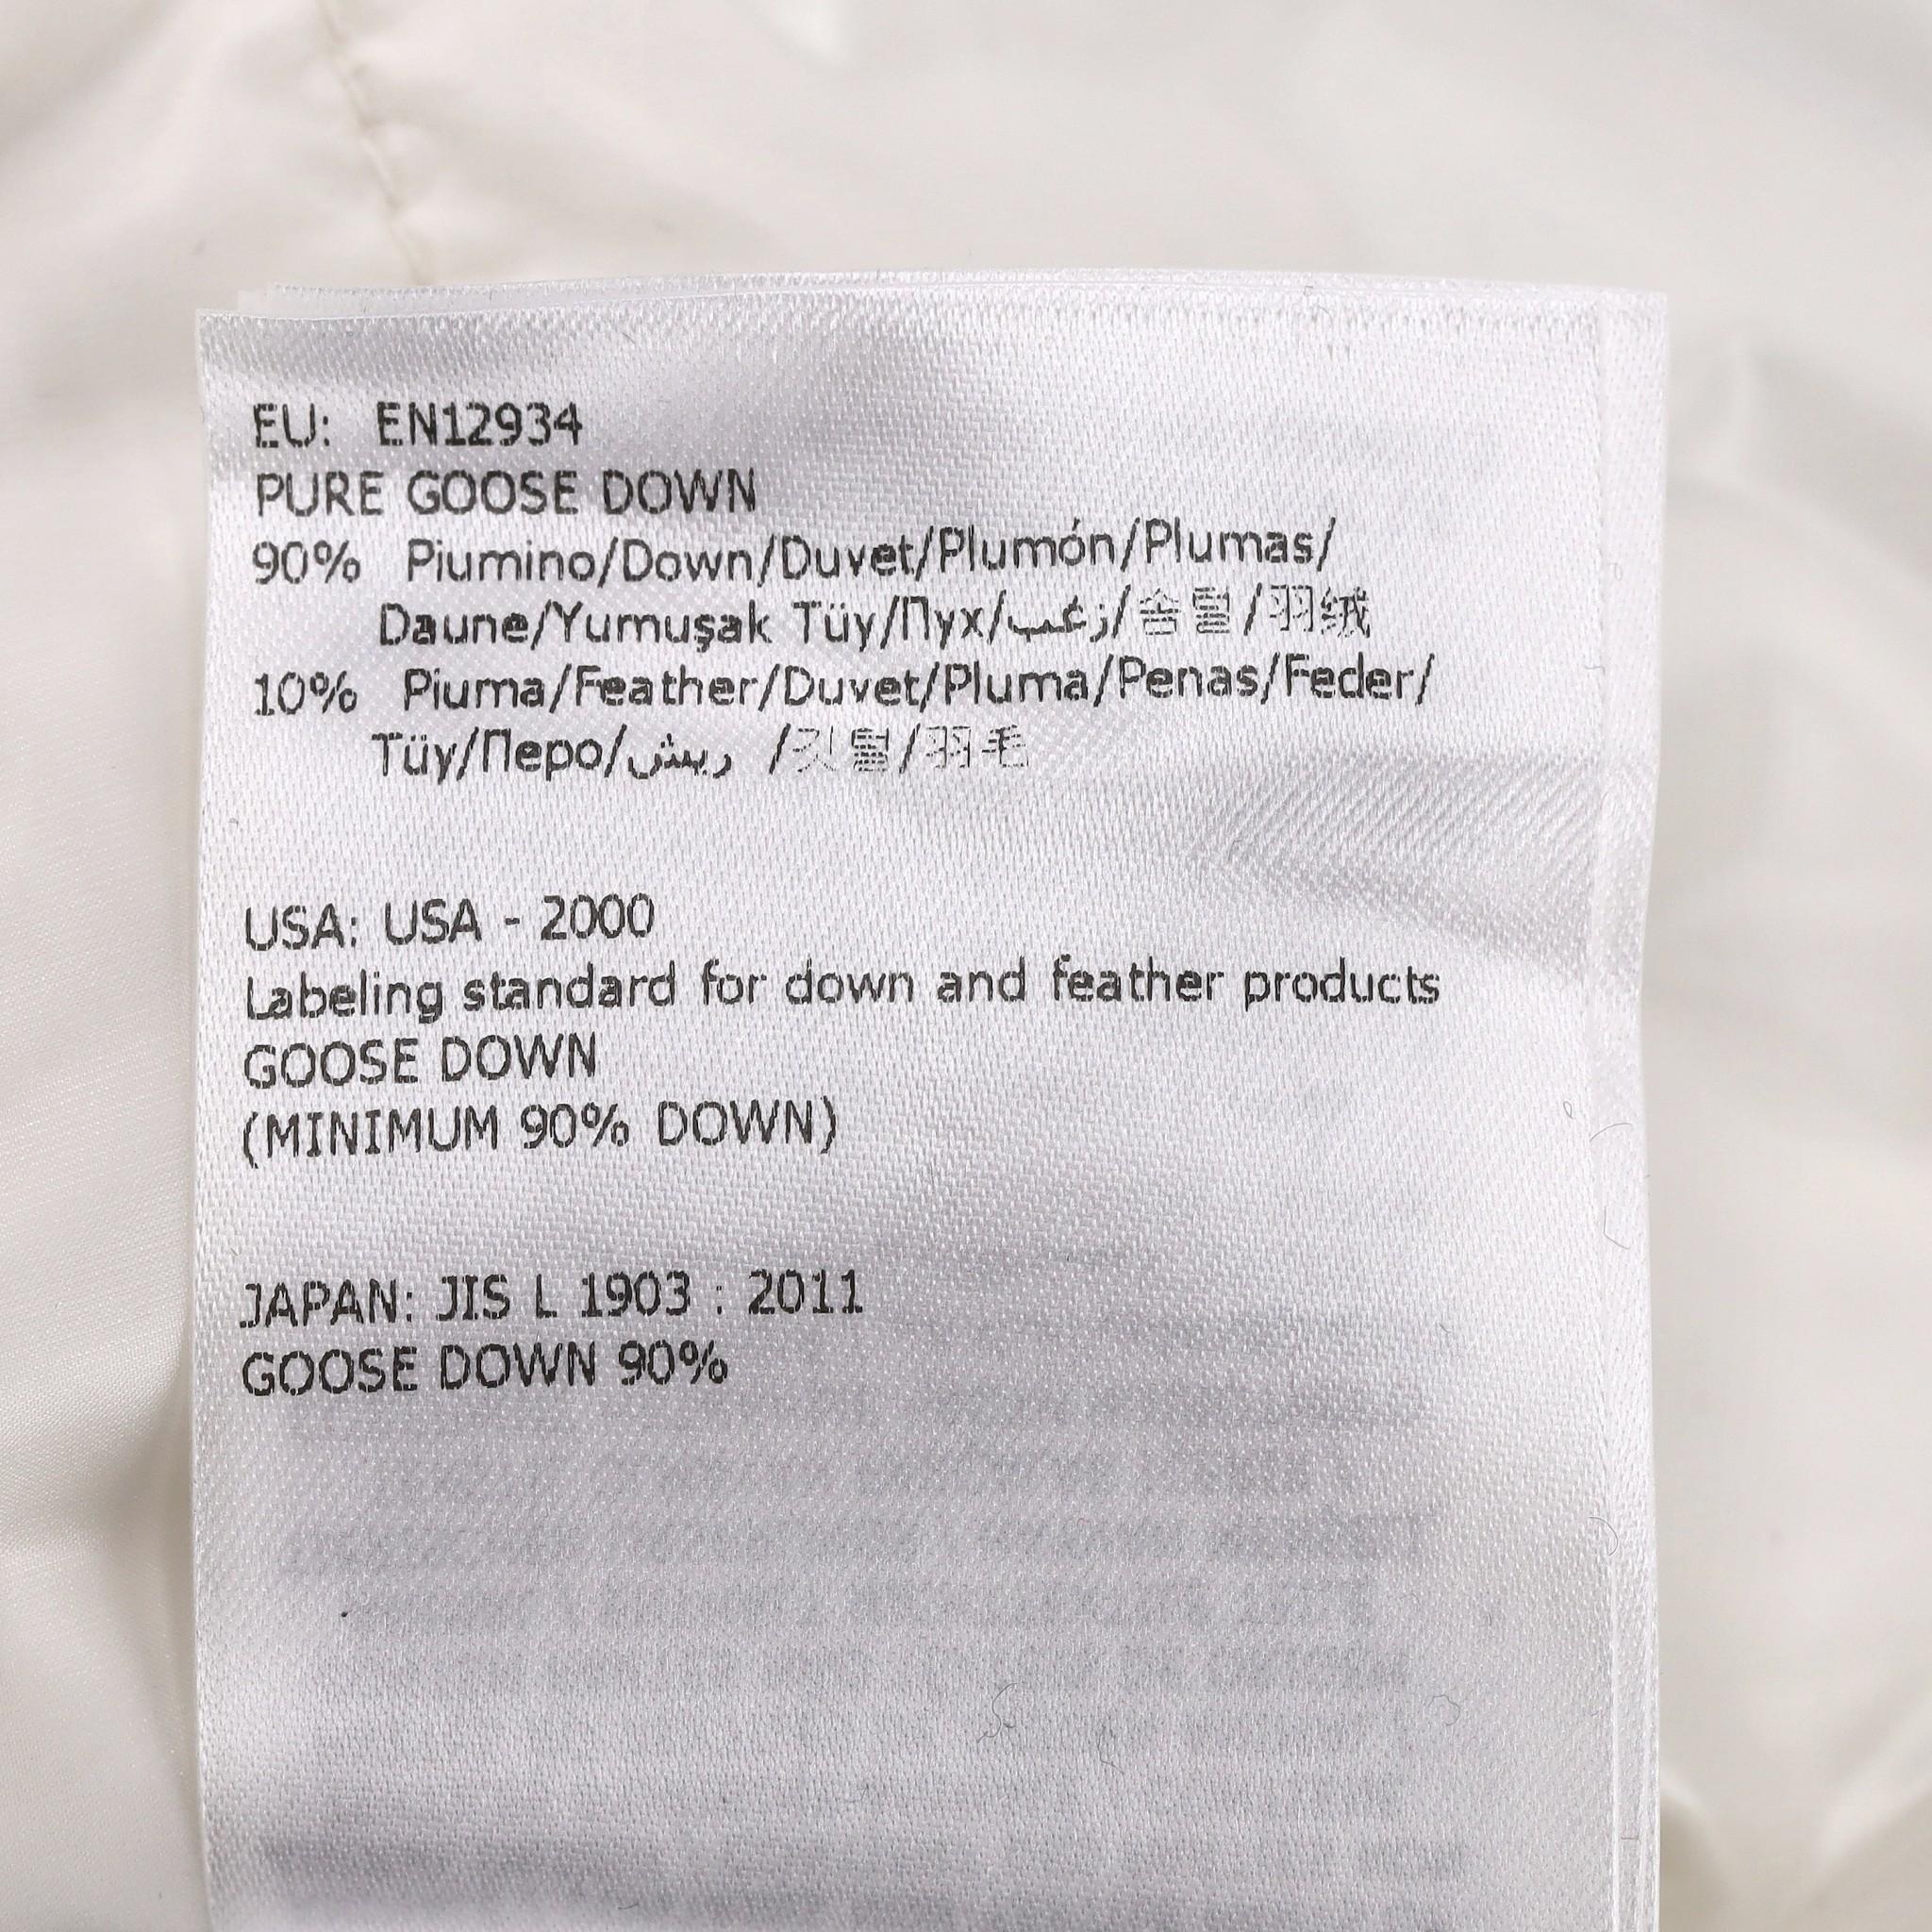 EU: EN12934
PURE GOOSE DOWN
90% Piumino/Down/Duvet/Plumón/Plumas/
Daune/Yumuşak Tüy/Пух/زغب/솜털/羽绒
10% Piuma/Feather/Duvet/Pluma/Penas/Feder/
Tüy/Перо/ريش /깃털/羽毛
USA: USA - 2000
Labeling standard for down and feather products
GOOSE DOWN
(MINIMUM 90% DOWN)
JAPAN: JIS L 1903 : 2011
GOOSE DOWN 90%